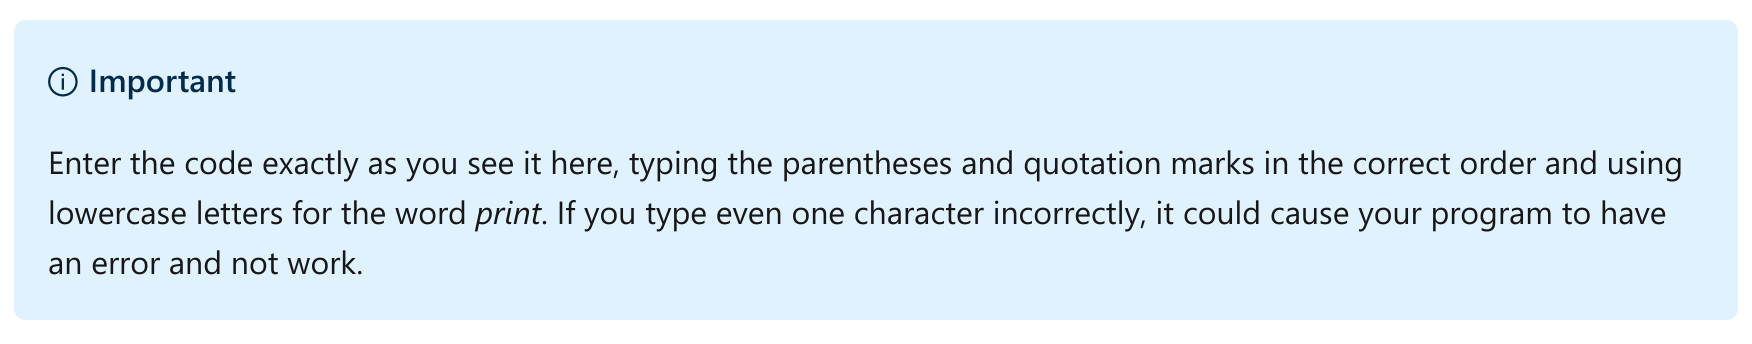 Important
Enter the code exactly as you see it here, typing the parentheses and quotation marks in the correct order and using
lowercase letters for the word print. If you type even one character incorrectly, it could cause your program to have
an error and not work.